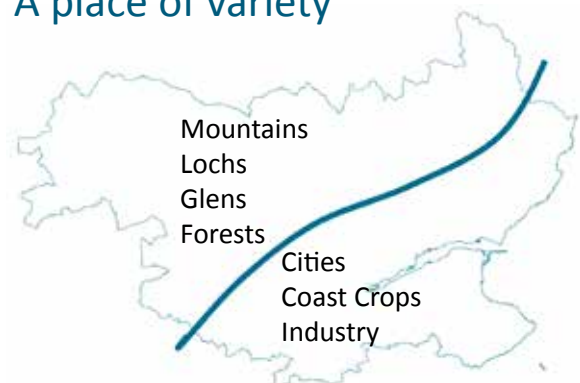 A place of variety
Mountains
Lochs
Glens
Forests
Cities
Coast Crops
Industry